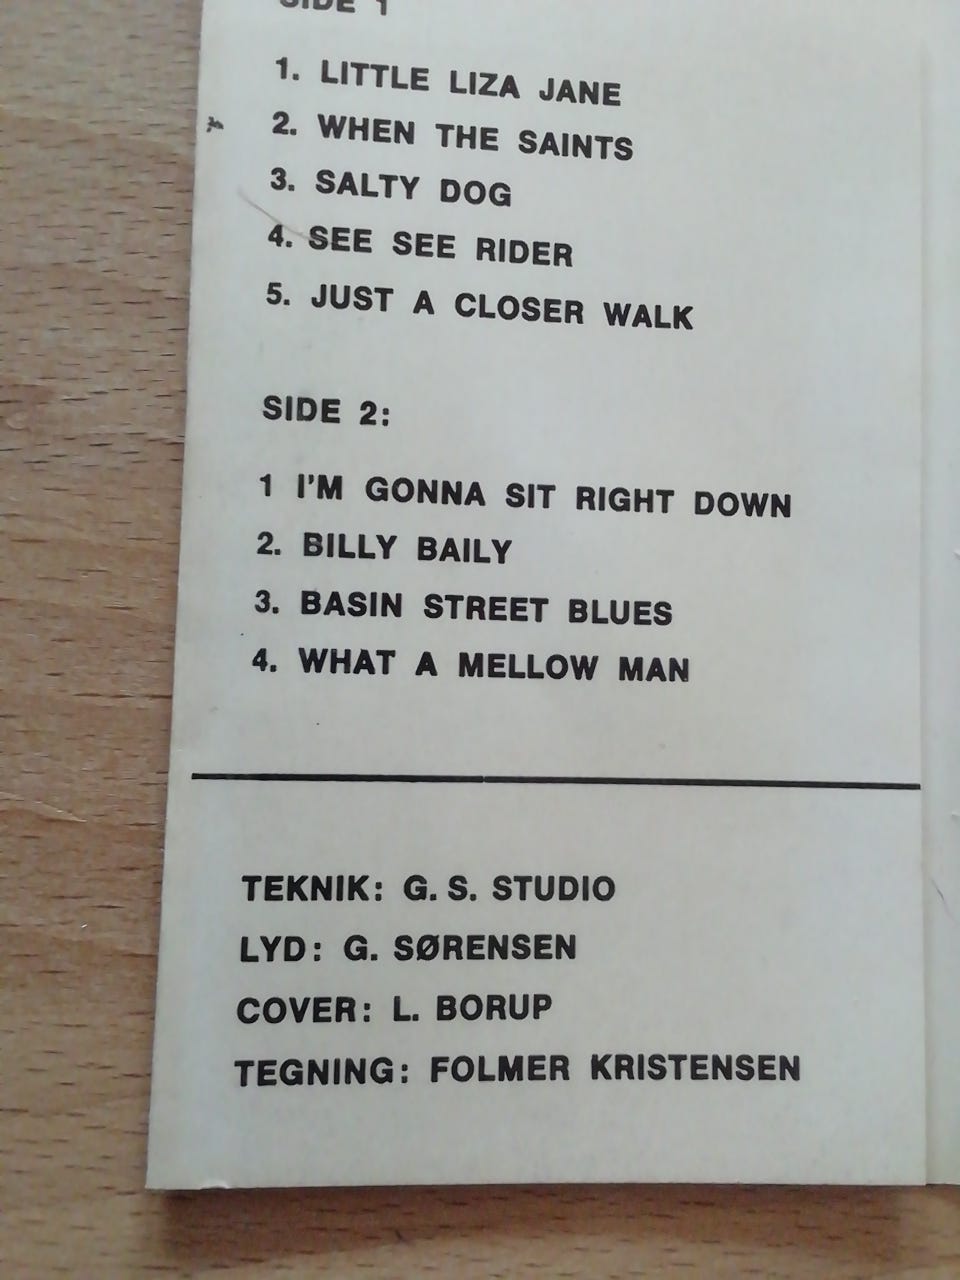 SIDE 1
1. LITTLE LIZA JANE
2. WHEN THE SAINTS
3. SALTY DOG
4. SEE SEE RIDER
5. JUST A CLOSER WALK
SIDE 2:
1 I'M GONNA SIT RIGHT DOWN
2. BILLY BAILY
3. BASIN STREET BLUES
4. WHAT A MELLOW MAN
TEKNIK: G. S. STUDIO
LYD: G. SØRENSEN
COVER: L. BORUP
TEGNING: FOLMER KRISTENSEN